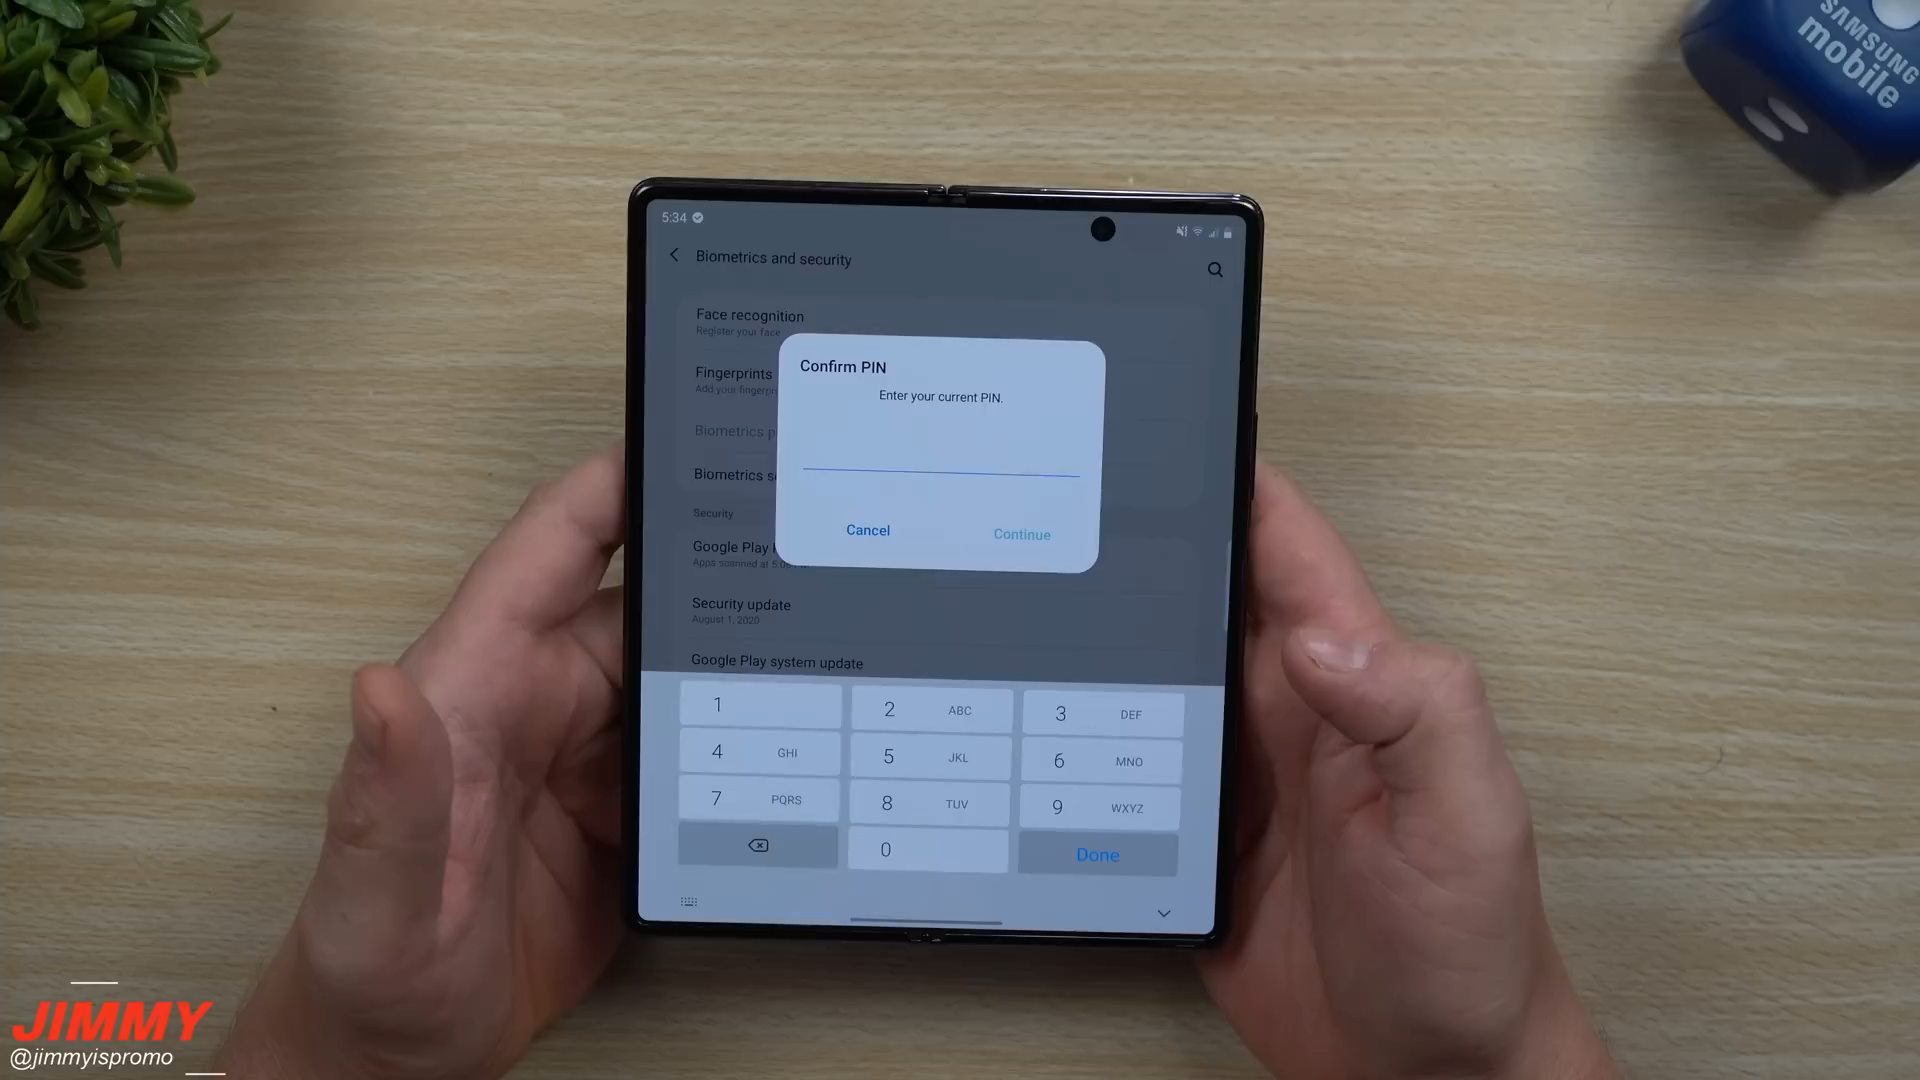 SAMSUNG
mobile
5:34
Biometrics and security
Face recognition
Register your face
Fingerprints
Add your fingerpr
Biometrics p
Biometrics s
Confirm PIN
Enter your current PIN.
Cancel Continue
Security
Google Play
Apps scanned at 5:0
Security update
August 1, 2020
Google Play system update
1 2 ABC 3 DEF
4 GHI 5 JKL 6 MNO
7 PQRS 8 TUV 9 WXYZ
0 Done
JIMMY
@jimmyispromo